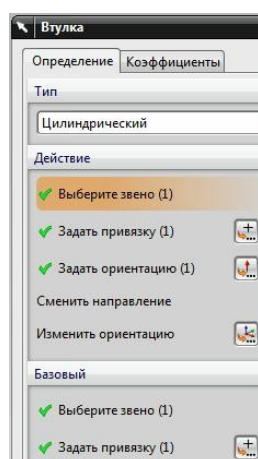 Втулка
Определение Коэффициенты
Тип
Цилиндрический
Действие
Выберите звено (1)
Задать привязку (1)
Задать ориентацию (1)
Сменить направление
Изменить ориентацию
Базовый
Выберите звено (1)
Задать привязку (1)